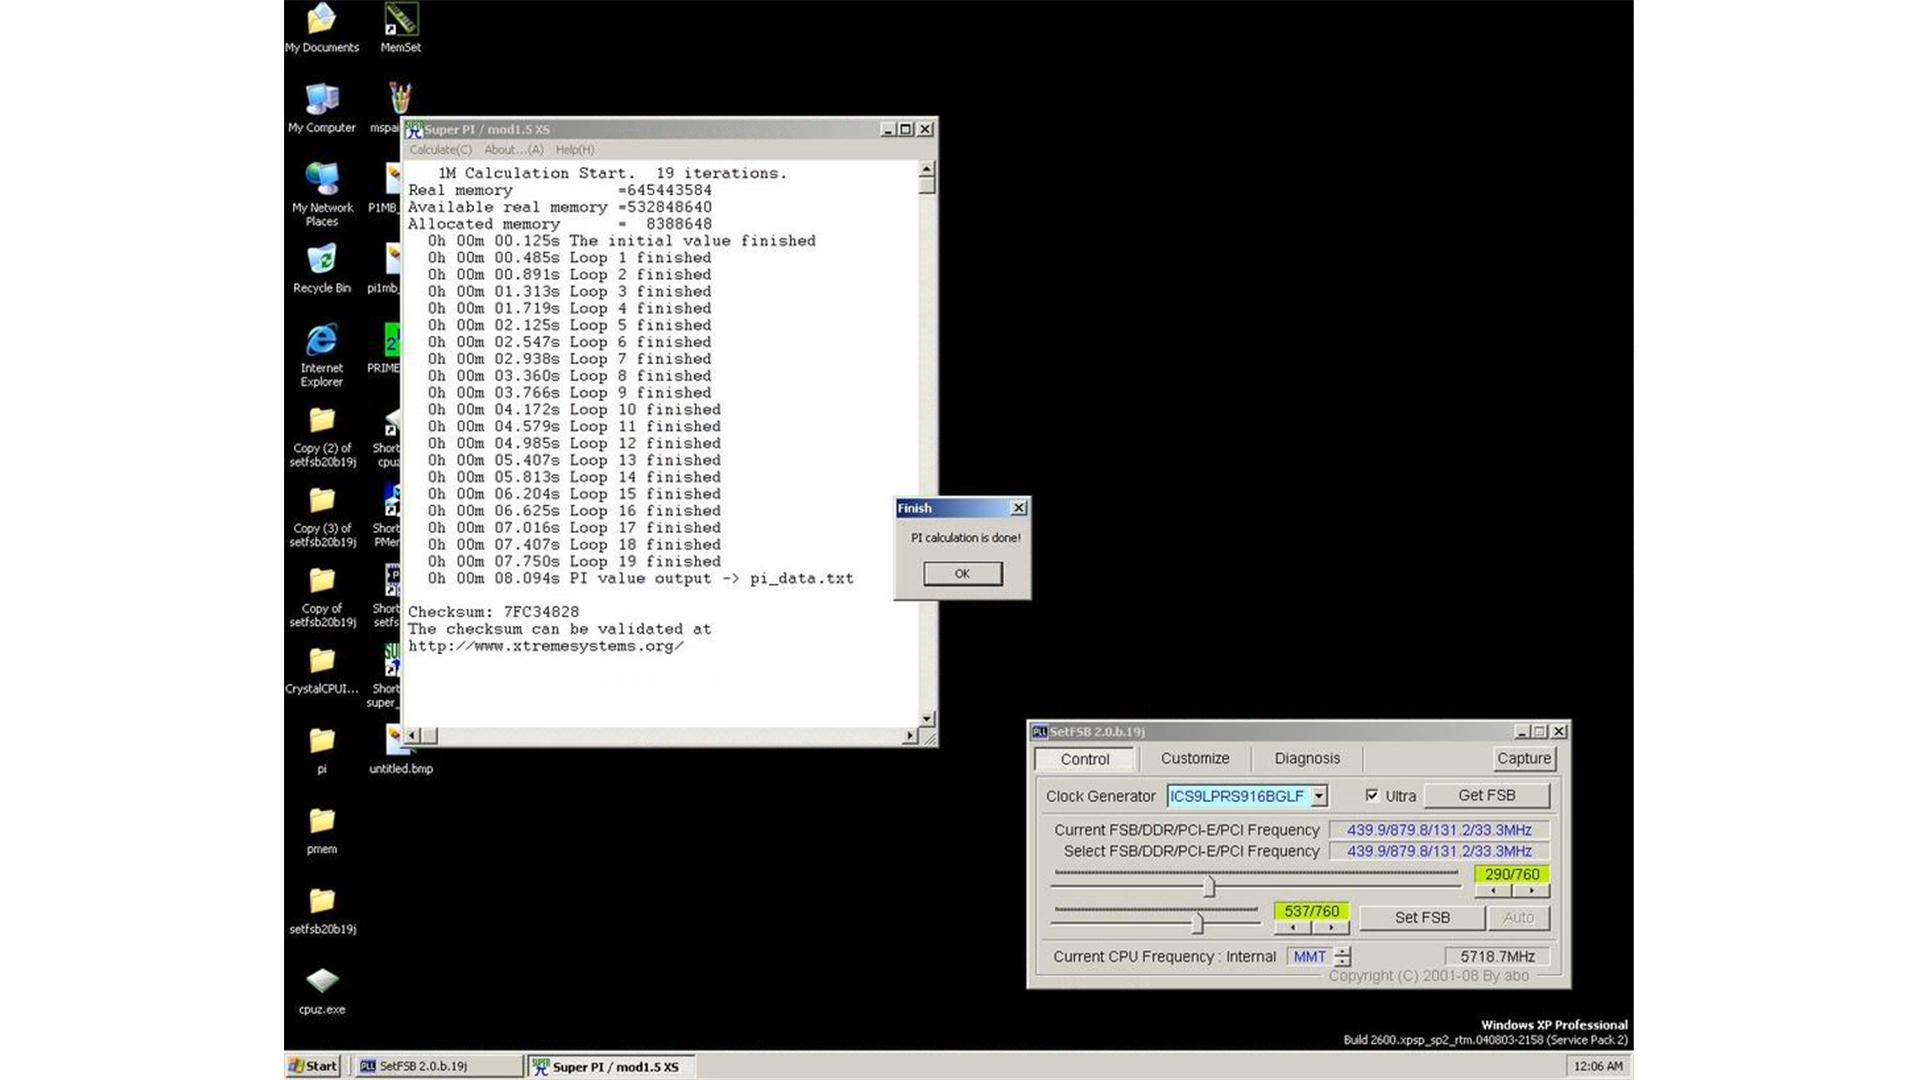 My Documents
MemSet
My Computer
mspai
My Network
Places
P1MB_
Recycle Bin
pi1mb_
Internet
Explorer
PRIME
Copy (2) of
setfsb20b19j
Short
cpuz
Copy (3) of
setfsb20b19j
Short
PMer
Copy of
setfsb20b19j
Short
setfs
CrystalCPUI...
Short
super_
pi
untitled.bmp
pmem
setfsb20b19j
cpuz.exe
Super PI / mod1.5 XS
Calculate(C) About...(A) Help(H)
1M Calculation Start. 19 iterations.
Real memory =645443584
Available real memory =532848640
Allocated memory = 8388648
0h 00m 00.125s The initial value finished
0h 00m 00.485s Loop 1 finished
0h 00m 00.891s Loop 2 finished
0h 00m 01.313s Loop 3 finished
0h 00m 01.719s Loop 4 finished
0h 00m 02.125s Loop 5 finished
0h 00m 02.547s Loop 6 finished
0h 00m 02.938s Loop 7 finished
0h 00m 03.360s Loop 8 finished
0h 00m 03.766s Loop 9 finished
0h 00m 04.172s Loop 10 finished
0h 00m 04.579s Loop 11 finished
0h 00m 04.985s Loop 12 finished
0h 00m 05.407s Loop 13 finished
0h 00m 05.813s Loop 14 finished
0h 00m 06.204s Loop 15 finished
0h 00m 06.625s Loop 16 finished
0h 00m 07.016s Loop 17 finished
0h 00m 07.407s Loop 18 finished
0h 00m 07.750s Loop 19 finished
0h 00m 08.094s PI value output -> pi_data.txt
Checksum: 7FC34828
The checksum can be validated at
http://www.xtremesystems.org/
Finish
PI calculation is done!
OK
SetFSB 2.0.b.19j
Control Customize Diagnosis Capture
Clock Generator ICS9LPRS916BGLF Ultra Get FSB
Current FSB/DDR/PCI-E/PCI Frequency 439.9/879.8/131.2/33.3MHz
Select FSB/DDR/PCI-E/PCI Frequency 439.9/879.8/131.2/33.3MHz
290/760
537/760 Set FSB Auto
Current CPU Frequency : Internal MMT 5718.7MHz
Copyright (C) 2001-08 By abo
Windows XP Professional
Build 2600.xpsp_sp2_rtm.040803-2158 (Service Pack 2)
Start SetFSB 2.0.b.19j Super PI / mod1.5 XS 12:06 AM